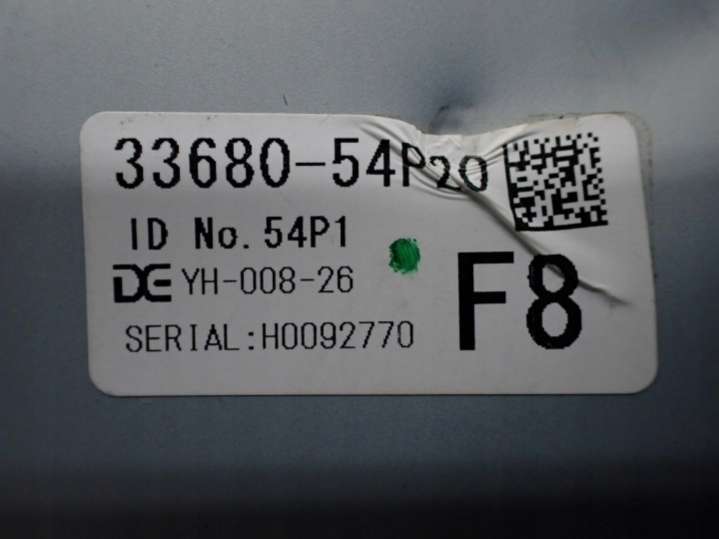 33680-54P20
ID No. 54P1
DE YH-008-26
F8
SERIAL:H0092770